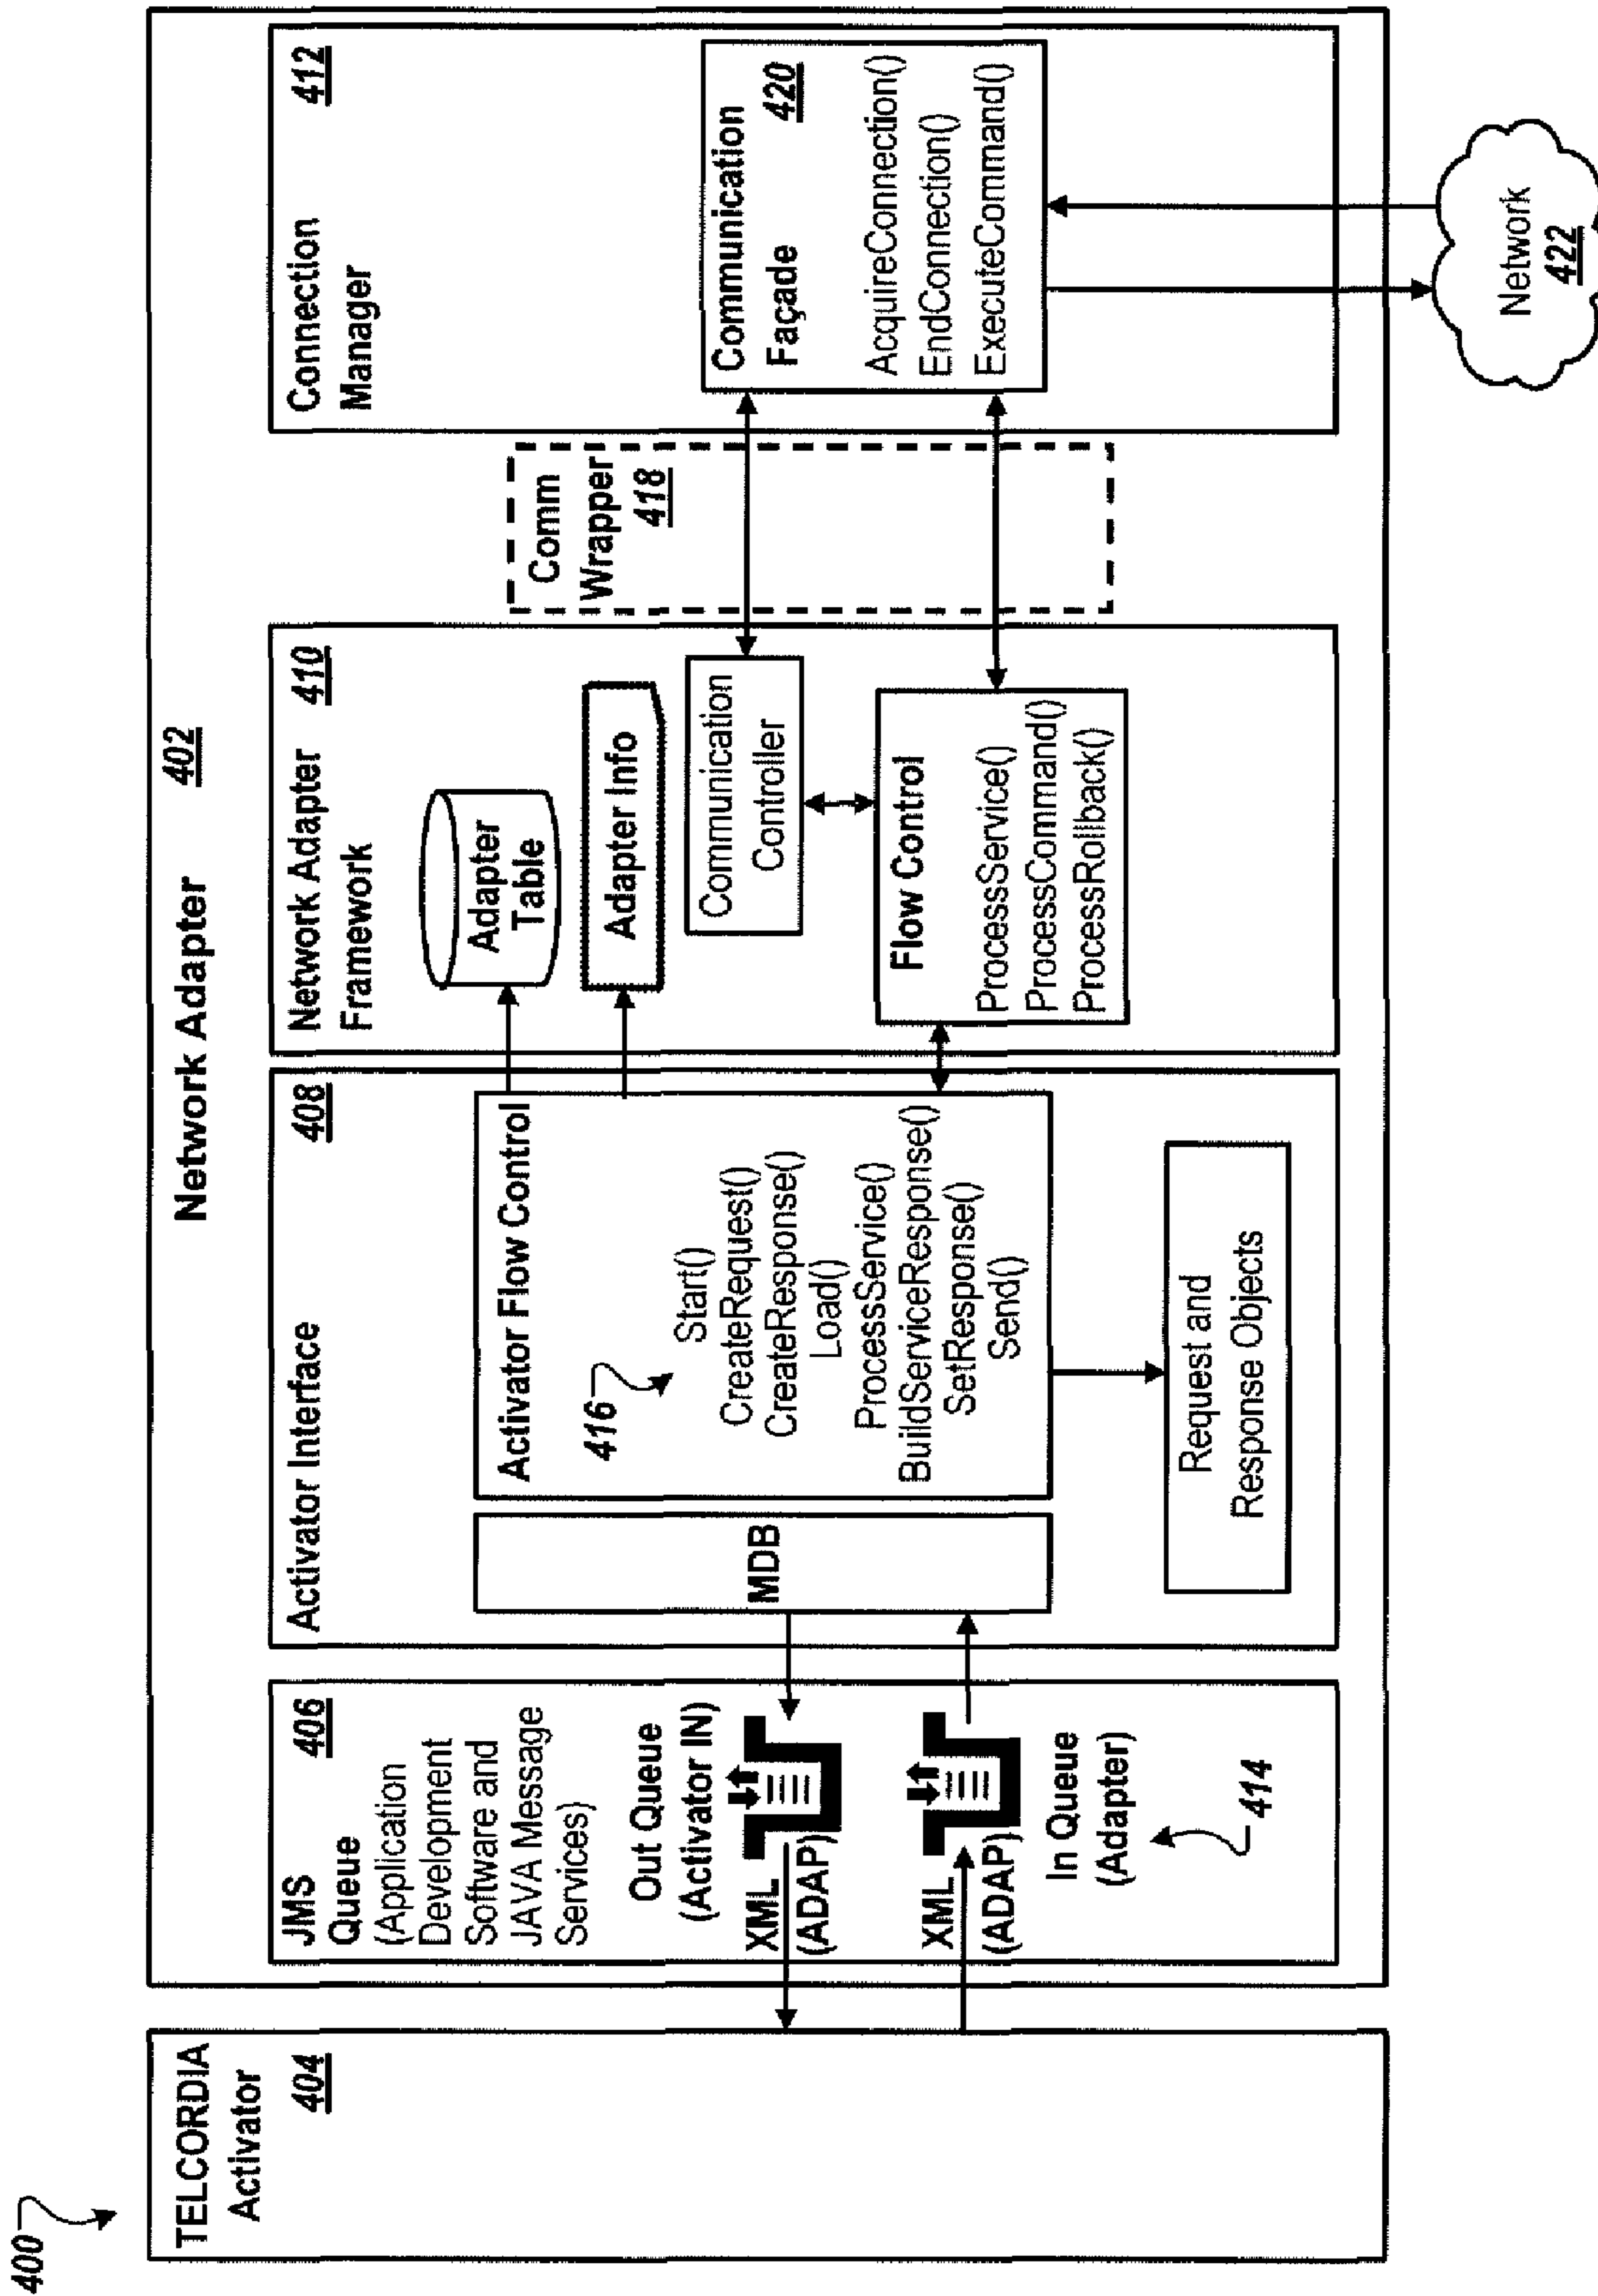 400
TELCORDIA
Activator
404
Network Adapter 402
JMS 406
Queue
(Application
Development
Software and
JAVA Message
Services)
Out Queue
(Activator IN)
XML
(ADAP)
XML
(ADAP)
In Queue
(Adapter)
414
Activator Interface 408
MDB
Activator Flow Control
416
Start()
CreateRequest()
CreateResponse()
Load()
ProcessService()
BuildServiceResponse()
SetResponse()
Send()
Request and
Response Objects
Network Adapter 410
Framework
Adapter
Table
Adapter Info
Communication
Controller
Flow Control
ProcessService()
ProcessCommand()
ProcessRollback()
Comm
Wrapper
418
Connection 412
Manager
Communication
Façade 420
AcquireConnection()
EndConnection()
ExecuteCommand()
Network
422